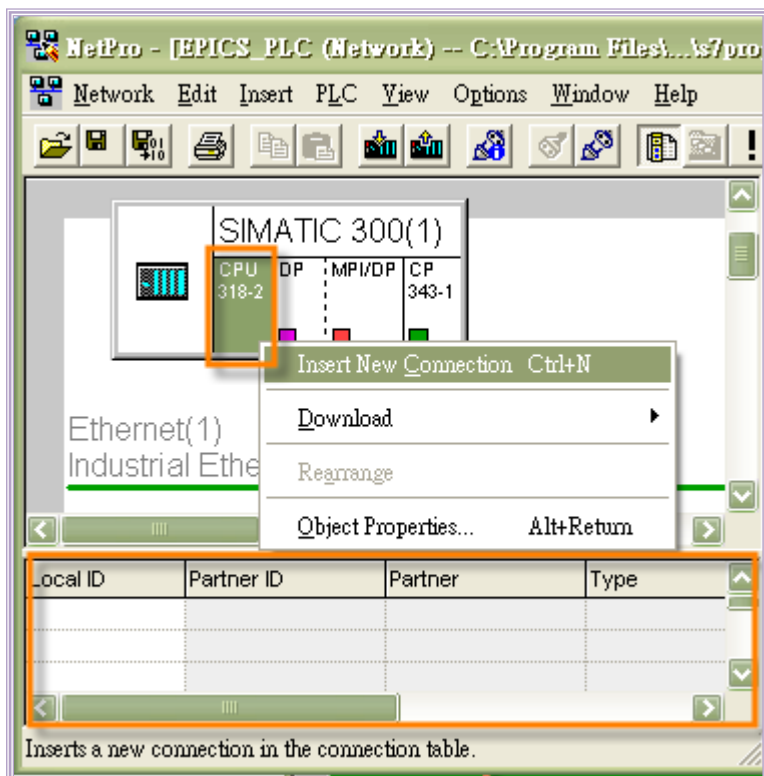 NetPro - [EPICS_PLC (Network) -- C:\Program Files\...\s7pro
Network Edit Insert PLC View Options Window Help
SIMATIC 300(1)
CPU 318-2
DP
MPI/DP
CP 343-1
Insert New Connection Ctrl+N
Download
Rearrange
Object Properties... Alt+Return
Ethernet(1)
Industrial Ethe
Local ID Partner ID Partner Type
Inserts a new connection in the connection table.